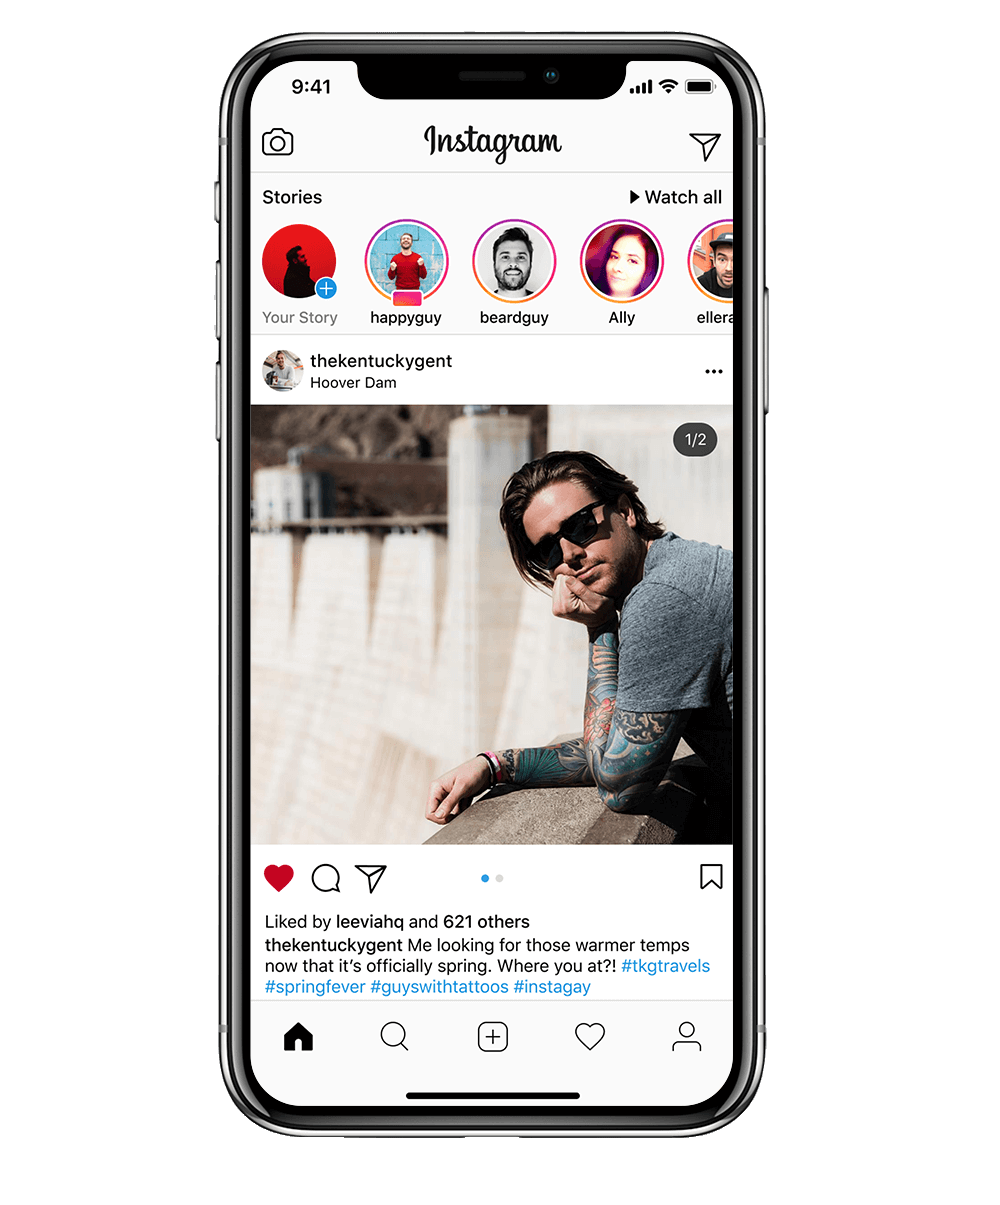 9:41
Instagram
Stories
Watch all
Your Story
happyguy
beardguy
Ally
ellera
thekentuckygent
Hoover Dam
1/2
Liked by leeviahq and 621 others
thekentuckygent Me looking for those warmer temps
now that it’s officially spring. Where you at?! #tkgtravels
#springfever #guyswithtattoos #instagay